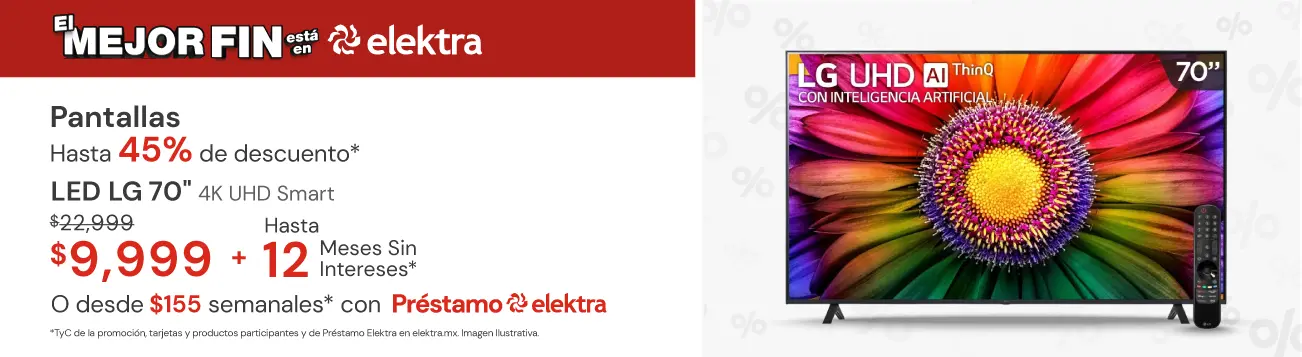 El
MEJOR FIN está en elektra
Pantallas
Hasta 45% de descuento*
LED LG 70" 4K UHD Smart
$22,999
Hasta
$9,999 + 12 Meses Sin Intereses*
O desde $155 semanales* con Préstamo elektra
*TyC de la promoción, tarjetas y productos participantes y de Préstamo Elektra en elektra.mx. Imagen Ilustrativa.
LG UHD AI ThinQ
CON INTELIGENCIA ARTIFICIAL
70”